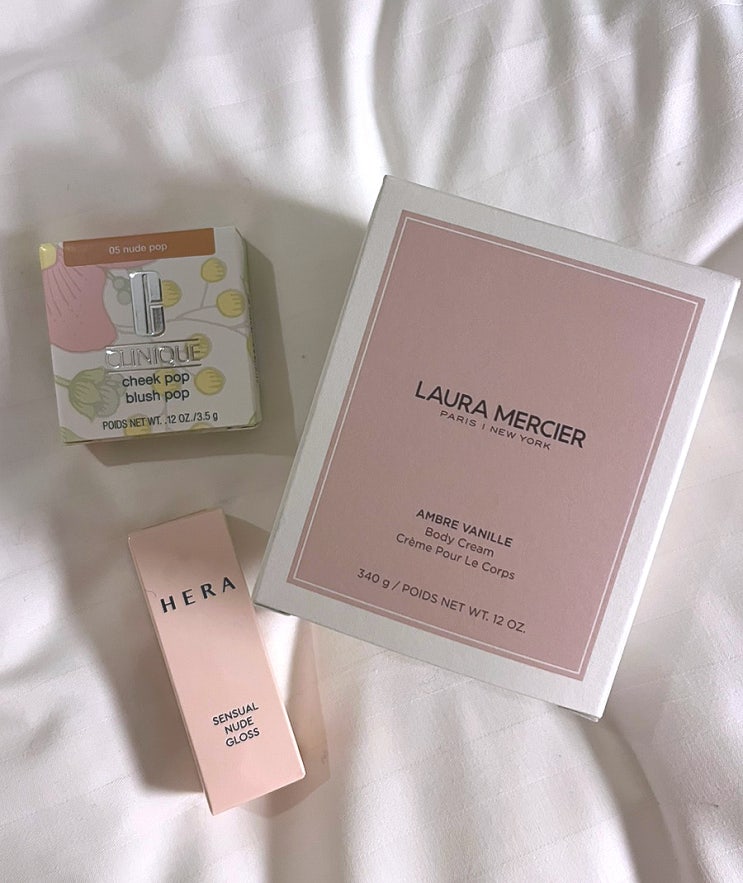 05 nude pop
CLINIQUE
cheek pop
blush pop
POIDS NET WT. .12 OZ./3.5 g
LAURA MERCIER
PARIS | NEW YORK
AMBRE VANILLE
Body Cream
Crème Pour Le Corps
340 g / POIDS NET WT. 12 OZ.
HERA
SENSUAL
NUDE
GLOSS